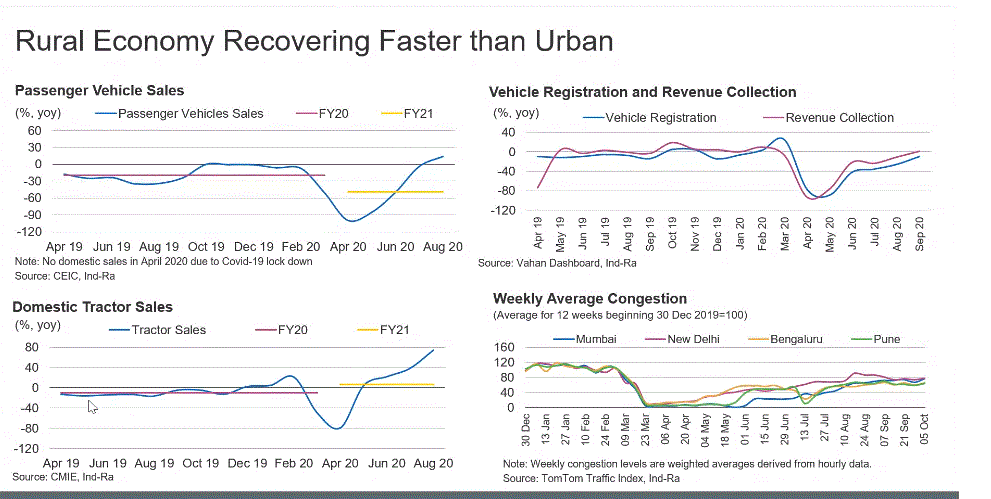 Rural Economy Recovering Faster than Urban
Passenger Vehicle Sales
(%, yoy)
Passenger Vehicles Sales
FY20
FY21
60
30
0
-30
-60
-90
-120
Apr 19 Jun 19 Aug 19 Oct 19 Dec 19 Feb 20 Apr 20 Jun 20 Aug 20
Note: No domestic sales in April 2020 due to Covid-19 lock down
Source: CEIC, Ind-Ra
Vehicle Registration and Revenue Collection
(%, yoy)
Vehicle Registration
Revenue Collection
40
0
-40
-80
-120
Apr 19 May 19 Jun 19 Jul 19 Aug 19 Sep 19 Oct 19 Nov 19 Dec 19 Jan 20 Feb 20 Mar 20 Apr 20 May 20 Jun 20 Jul 20 Aug 20 Sep 20
Source: Vahan Dashboard, Ind-Ra
Domestic Tractor Sales
(%, yoy)
Tractor Sales
FY20
FY21
80
40
0
-40
-80
-120
Apr 19 Jun 19 Aug 19 Oct 19 Dec 19 Feb 20 Apr 20 Jun 20 Aug 20
Source: CMIE, Ind-Ra
Weekly Average Congestion
(Average for 12 weeks beginning 30 Dec 2019=100)
Mumbai
New Delhi
Bengaluru
Pune
160
120
80
40
0
30 Dec 13 Jan 27 Jan 10 Feb 24 Feb 09 Mar 23 Mar 06 Apr 20 Apr 04 May 18 May 01 Jun 15 Jun 29 Jun 13 Jul 27 Jul 10 Aug 24 Aug 07 Sep 21 Sep 05 Oct
Note: Weekly congestion levels are weighted averages derived from hourly data.
Source: TomTom Traffic Index, Ind-Ra